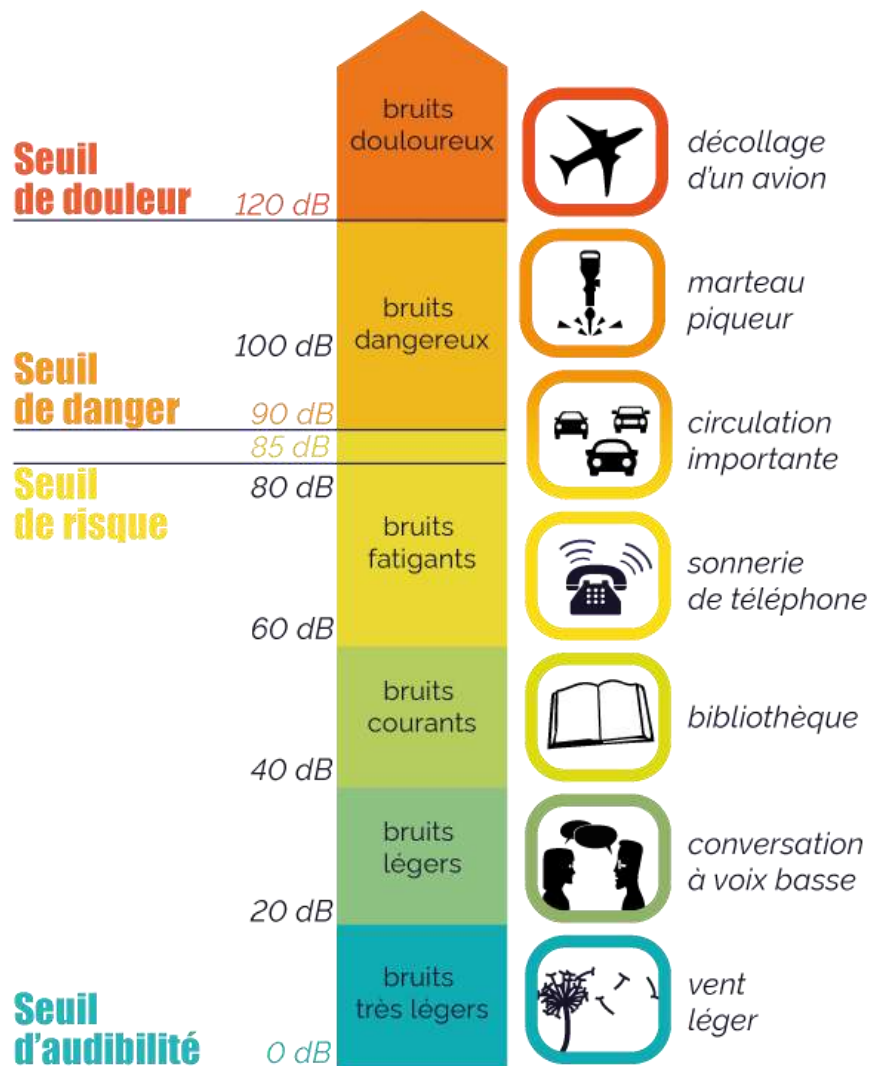 bruits
douloureux
décollage
d'un avion
Seuil
de douleur
120 dB
bruits
dangereux
marteau
piqueur
100 dB
Seuil
de danger
90 dB
circulation
importante
85 dB
Seuil
de risque
80 dB
bruits
fatigants
sonnerie
de téléphone
60 dB
bruits
courants
bibliothèque
40 dB
bruits
légers
conversation
à voix basse
20 dB
bruits
très légers
vent
léger
Seuil
d'audibilité
0 dB